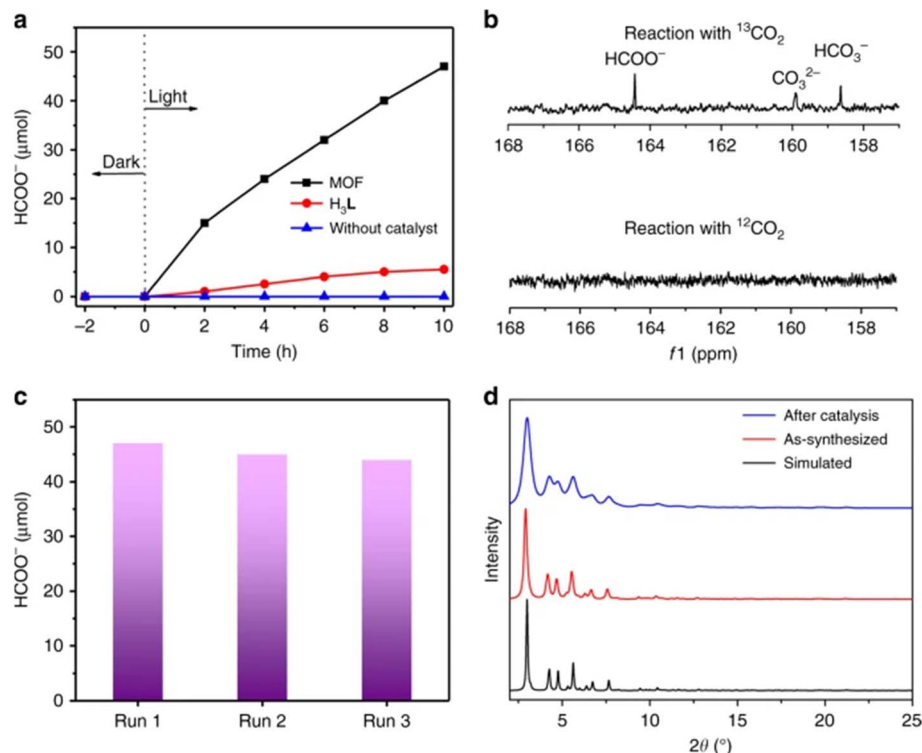 a
50
40
30
20
10
0
HCOO⁻ (μmol)
Light
Dark
MOF
H₃L
Without catalyst
−2 0 2 4 6 8 10
Time (h)
b
Reaction with ¹³CO₂
HCOO⁻
CO₃²⁻
HCO₃⁻
168 166 164 162 160 158
Reaction with ¹²CO₂
168 166 164 162 160 158
f1 (ppm)
c
50
40
30
20
10
0
HCOO⁻ (μmol)
Run 1 Run 2 Run 3
d
After catalysis
As-synthesized
Simulated
Intensity
5 10 15 20 25
2θ (°)